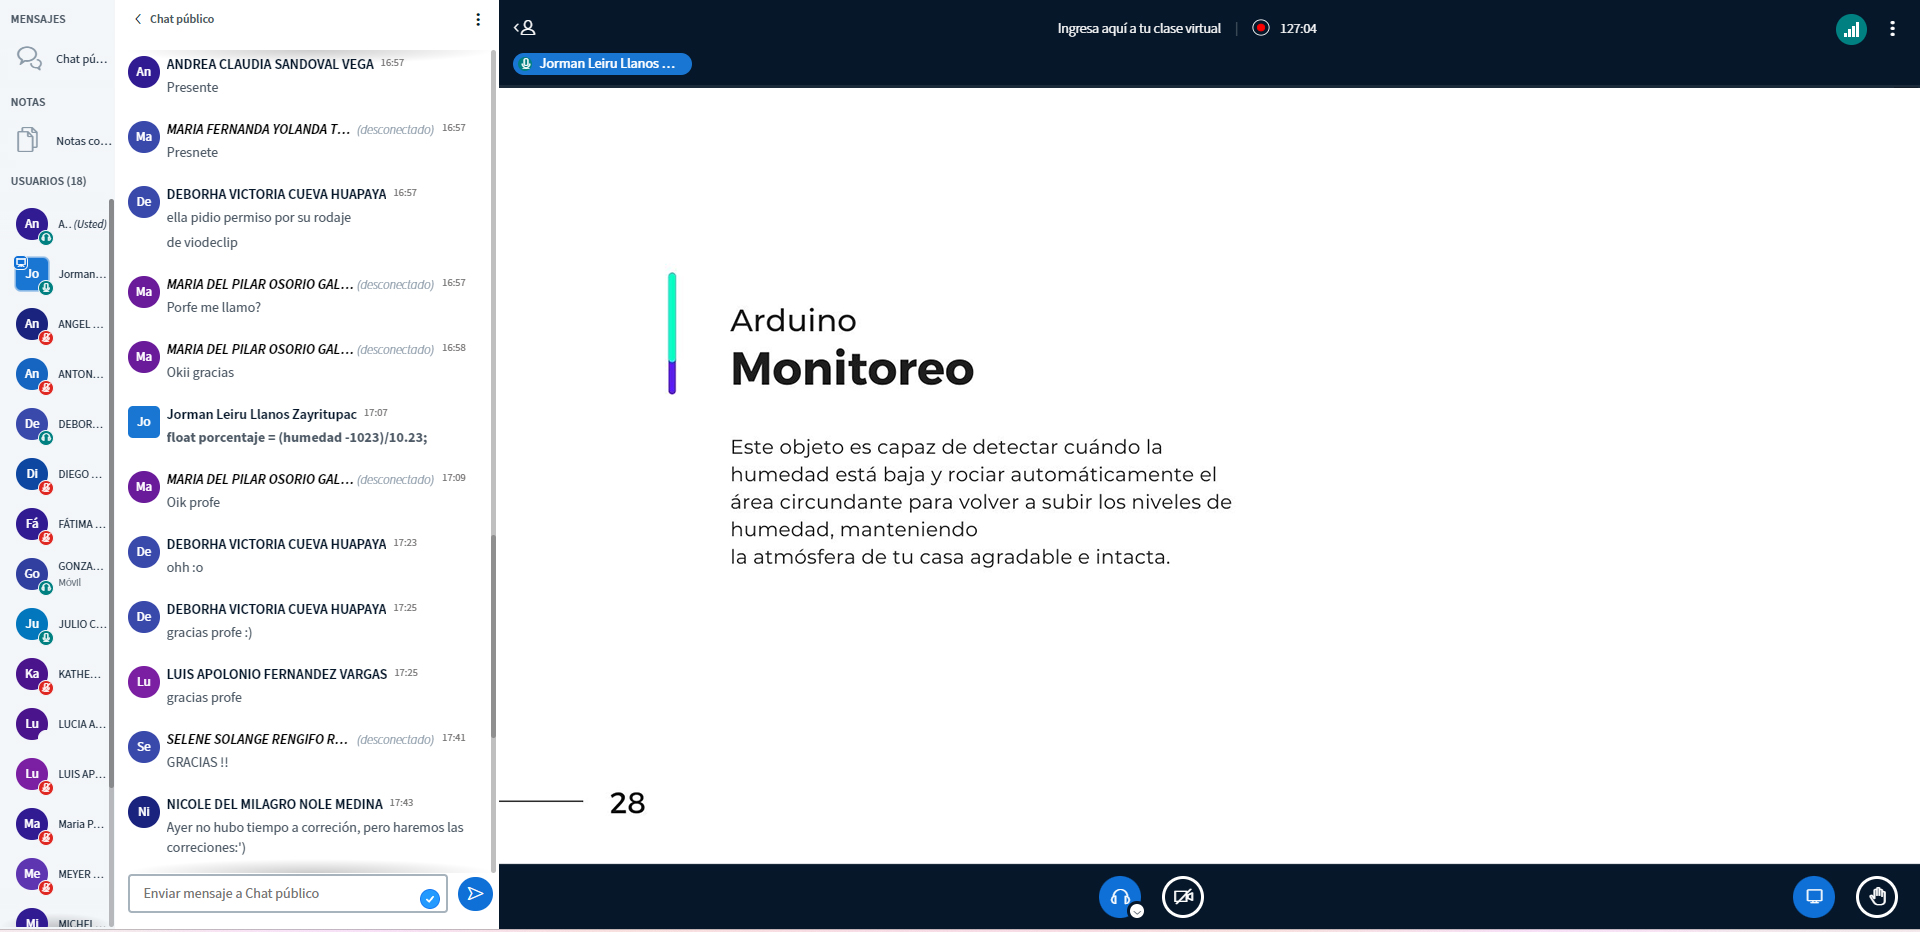 MENSAJES
Chat pú...
NOTAS
Notas co...
USUARIOS (18)
An
A.. (Usted)
Jo
Jorman...
An
ANGEL ...
An
ANTON...
De
DEBOR...
Di
DIEGO ...
Fá
FÁTIMA ...
Go
GONZA...
Móvil
Ju
JULIO C...
Ka
KATHE...
Lu
LUCIA A...
Lu
LUIS AP...
Ma
Maria P...
Me
MEYER ...
Mi
MICHEL...
Chat público
An
ANDREA CLAUDIA SANDOVAL VEGA 16:57
Presente
Ma
MARIA FERNANDA YOLANDA T... (desconectado) 16:57
Presnete
De
DEBORHA VICTORIA CUEVA HUAPAYA 16:57
ella pidio permiso por su rodaje
de viodeclip
Ma
MARIA DEL PILAR OSORIO GAL... (desconectado) 16:57
Porfe me llamo?
Ma
MARIA DEL PILAR OSORIO GAL... (desconectado) 16:58
Okii gracias
Jo
Jorman Leiru Llanos Zayritupac 17:07
float porcentaje = (humedad -1023)/10.23;
Ma
MARIA DEL PILAR OSORIO GAL... (desconectado) 17:09
Oik profe
De
DEBORHA VICTORIA CUEVA HUAPAYA 17:23
ohh :o
De
DEBORHA VICTORIA CUEVA HUAPAYA 17:25
gracias profe :)
Lu
LUIS APOLONIO FERNANDEZ VARGAS 17:25
gracias profe
Se
SELENE SOLANGE RENGIFO R... (desconectado) 17:41
GRACIAS !!
Ni
NICOLE DEL MILAGRO NOLE MEDINA 17:43
Ayer no hubo tiempo a correción, pero haremos las
correciones:')
Enviar mensaje a Chat público
Ingresa aquí a tu clase virtual
127:04
Jorman Leiru Llanos ...
Arduino
Monitoreo
Este objeto es capaz de detectar cuándo la
humedad está baja y rociar automáticamente el
área circundante para volver a subir los niveles de
humedad, manteniendo
la atmósfera de tu casa agradable e intacta.
28